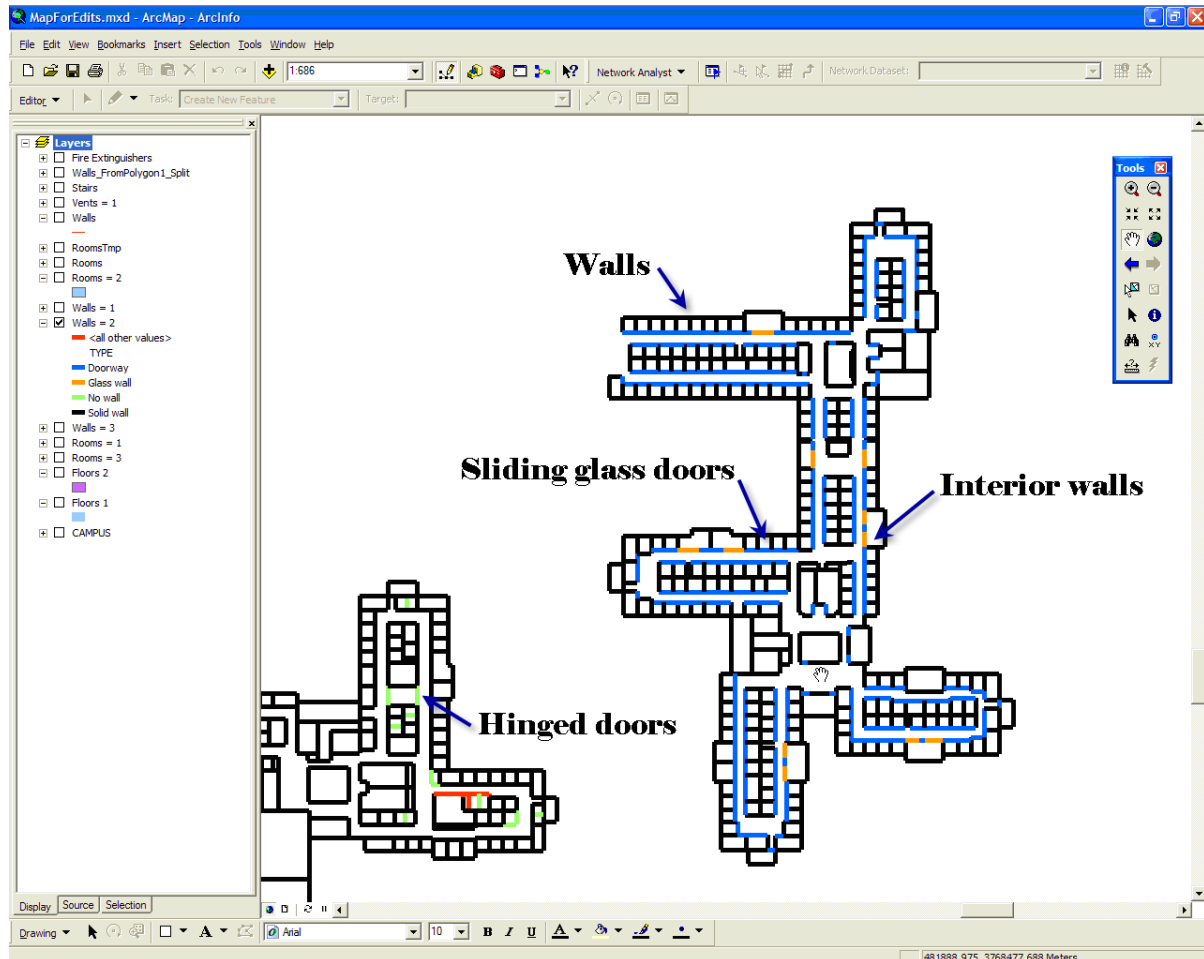 MapForEdits.mxd - ArcMap - ArcInfo
File Edit View Bookmarks Insert Selection Tools Window Help
1:686 Network Analyst Network Dataset:
Editor Task: Create New Feature Target:
Layers
Fire Extinguishers
Walls_FromPolygon1_Split
Stairs
Vents = 1
Walls
RoomsTmp
Rooms
Rooms = 2
Walls = 1
Walls = 2
<all other values>
TYPE
Doorway
Glass wall
No wall
Solid wall
Walls = 3
Rooms = 1
Rooms = 3
Floors 2
Floors 1
CAMPUS
Tools
XY
Walls
Sliding glass doors
Interior walls
Hinged doors
Display Source Selection
Drawing A Arial 10 B I U A
481888.975 3768477.688 Meters